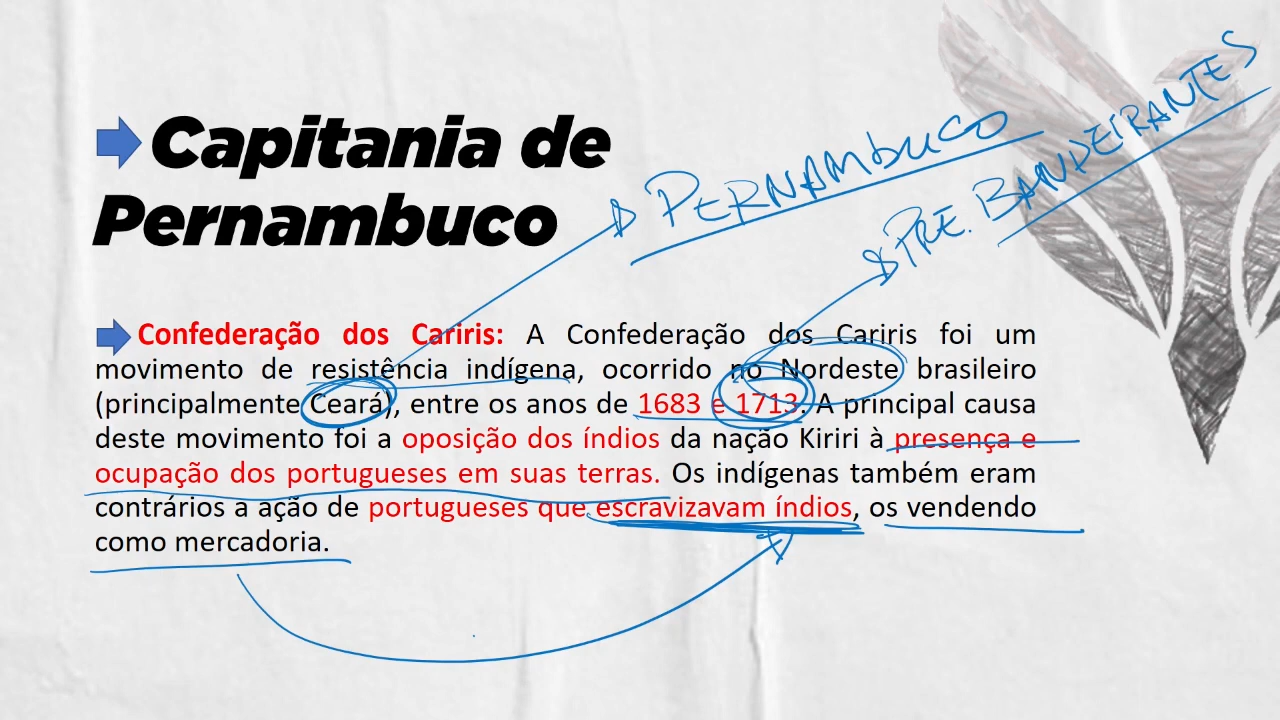 Capitania de
Pernambuco
PERNAMBUCO
PRE. BANDEIRANTES
Confederação dos Cariris: A Confederação dos Cariris foi um
movimento de resistência indígena, ocorrido no Nordeste brasileiro
(principalmente Ceará), entre os anos de 1683 e 1713. A principal causa
deste movimento foi a oposição dos índios da nação Kiriri à presença e
ocupação dos portugueses em suas terras. Os indígenas também eram
contrários a ação de portugueses que escravizavam índios, os vendendo
como mercadoria.